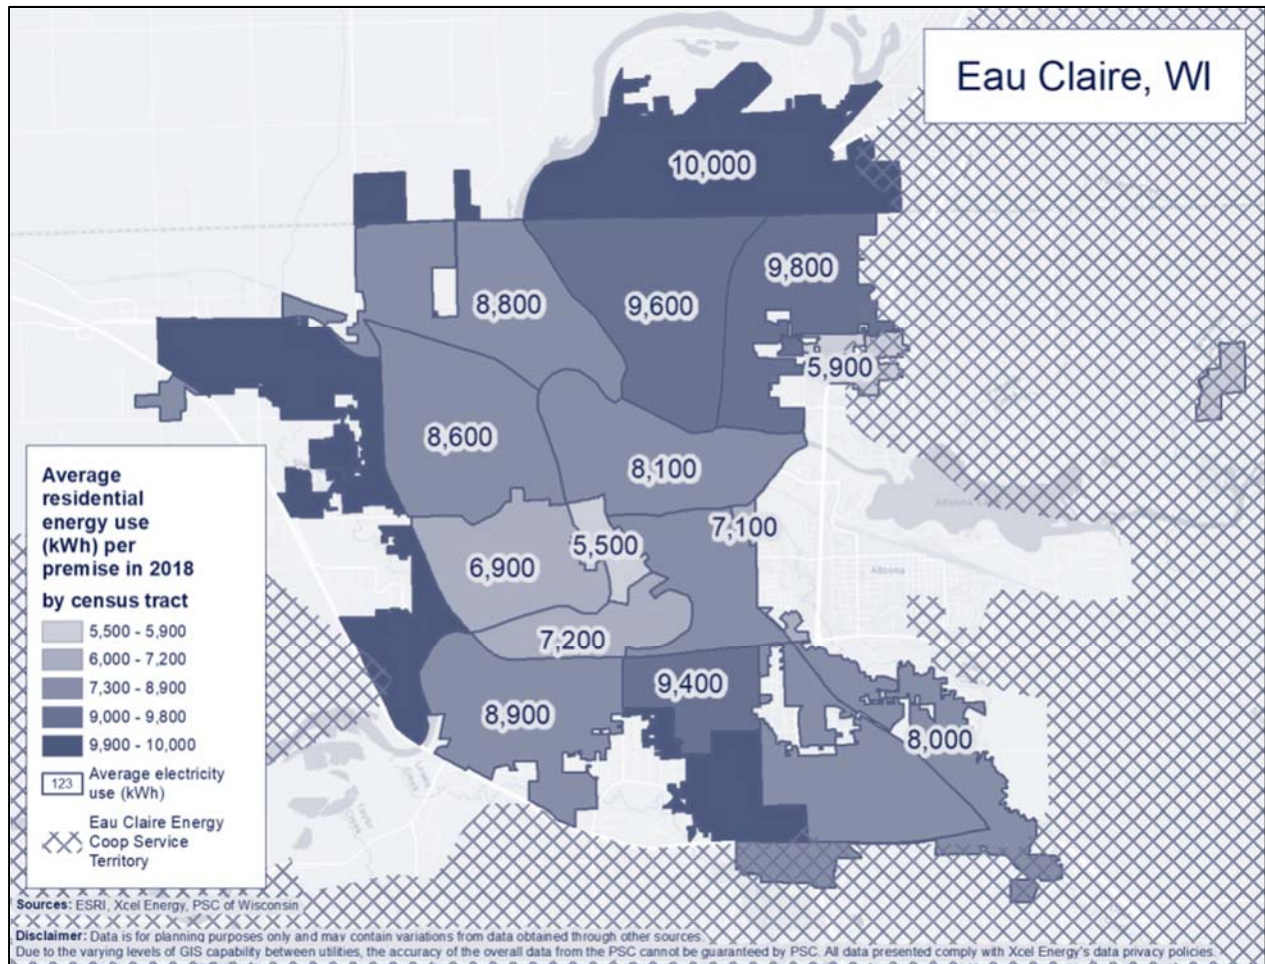 Eau Claire, WI
10,000
9,800
8,800
9,600
5,900
8,600
8,100
7,100
5,500
6,900
7,200
9,400
8,900
8,000
Altoona
Average
residential
energy use
(kWh) per
premise in 2018
by census tract
5,500 - 5,900
6,000 - 7,200
7,300 - 8,900
9,000 - 9,800
9,900 - 10,000
123
Average electricity
use (kWh)
Eau Claire Energy
Coop Service
Territory
Sources: ESRI, Xcel Energy, PSC of Wisconsin
Disclaimer: Data is for planning purposes only and may contain variations from data obtained through other sources.
Due to the varying levels of GIS capability between utilities, the accuracy of the overall data from the PSC cannot be guaranteed by PSC. All data presented comply with Xcel Energy's data privacy policies.